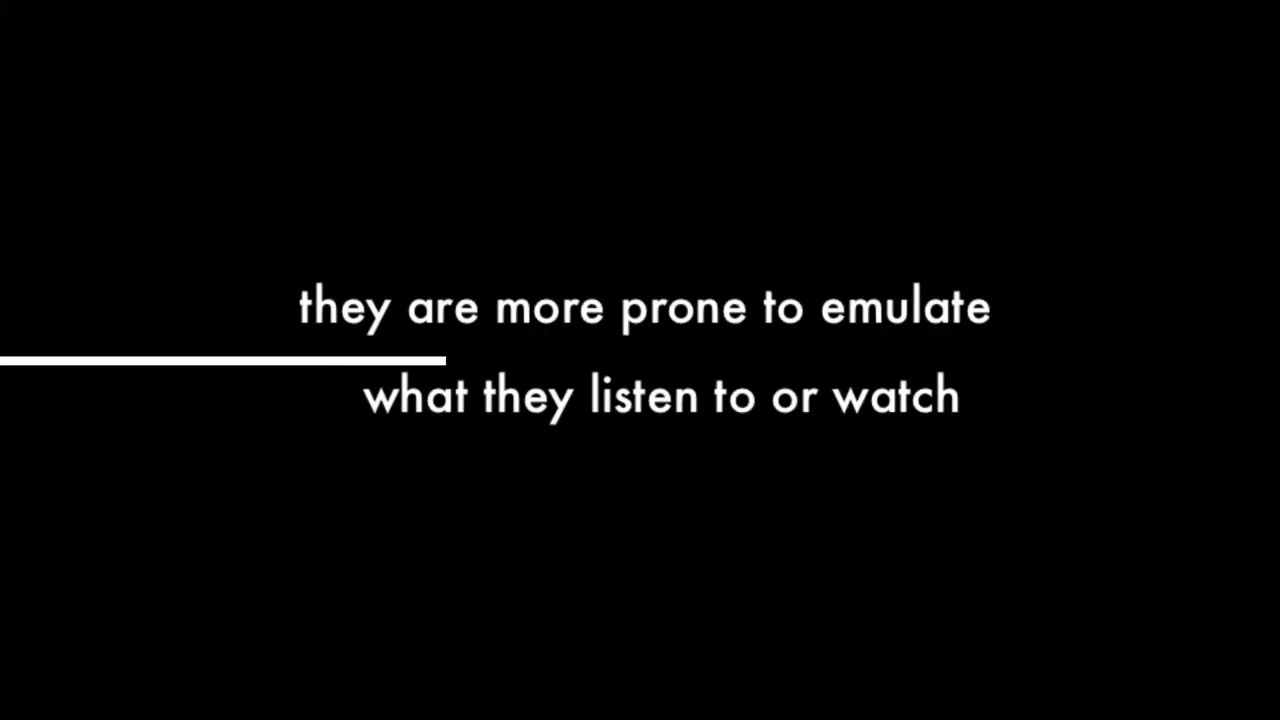 they are more prone to emulate
what they listen to or watch